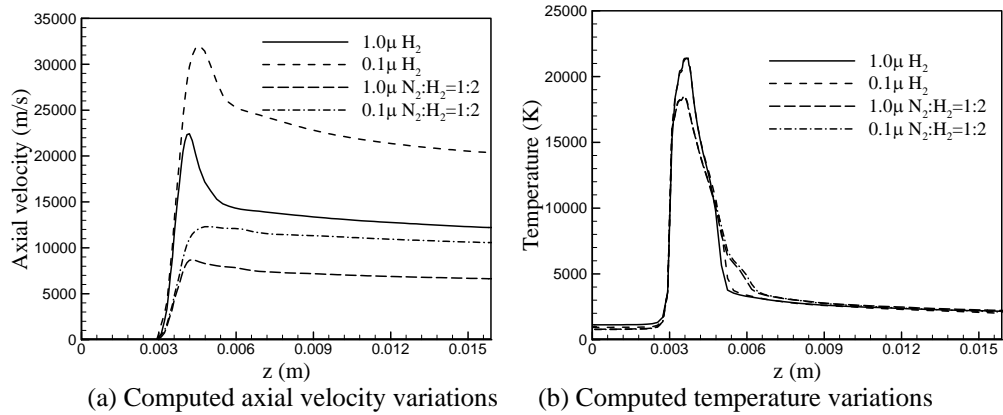 35000
30000
25000
20000
15000
10000
5000
0
Axial velocity (m/s)
1.0μ H₂
0.1μ H₂
1.0μ N₂:H₂=1:2
0.1μ N₂:H₂=1:2
0 0.003 0.006 0.009 0.012 0.015
z (m)
(a) Computed axial velocity variations
25000
20000
15000
10000
5000
0
Temperature (K)
1.0μ H₂
0.1μ H₂
1.0μ N₂:H₂=1:2
0.1μ N₂:H₂=1:2
0 0.003 0.006 0.009 0.012 0.015
z (m)
(b) Computed temperature variations